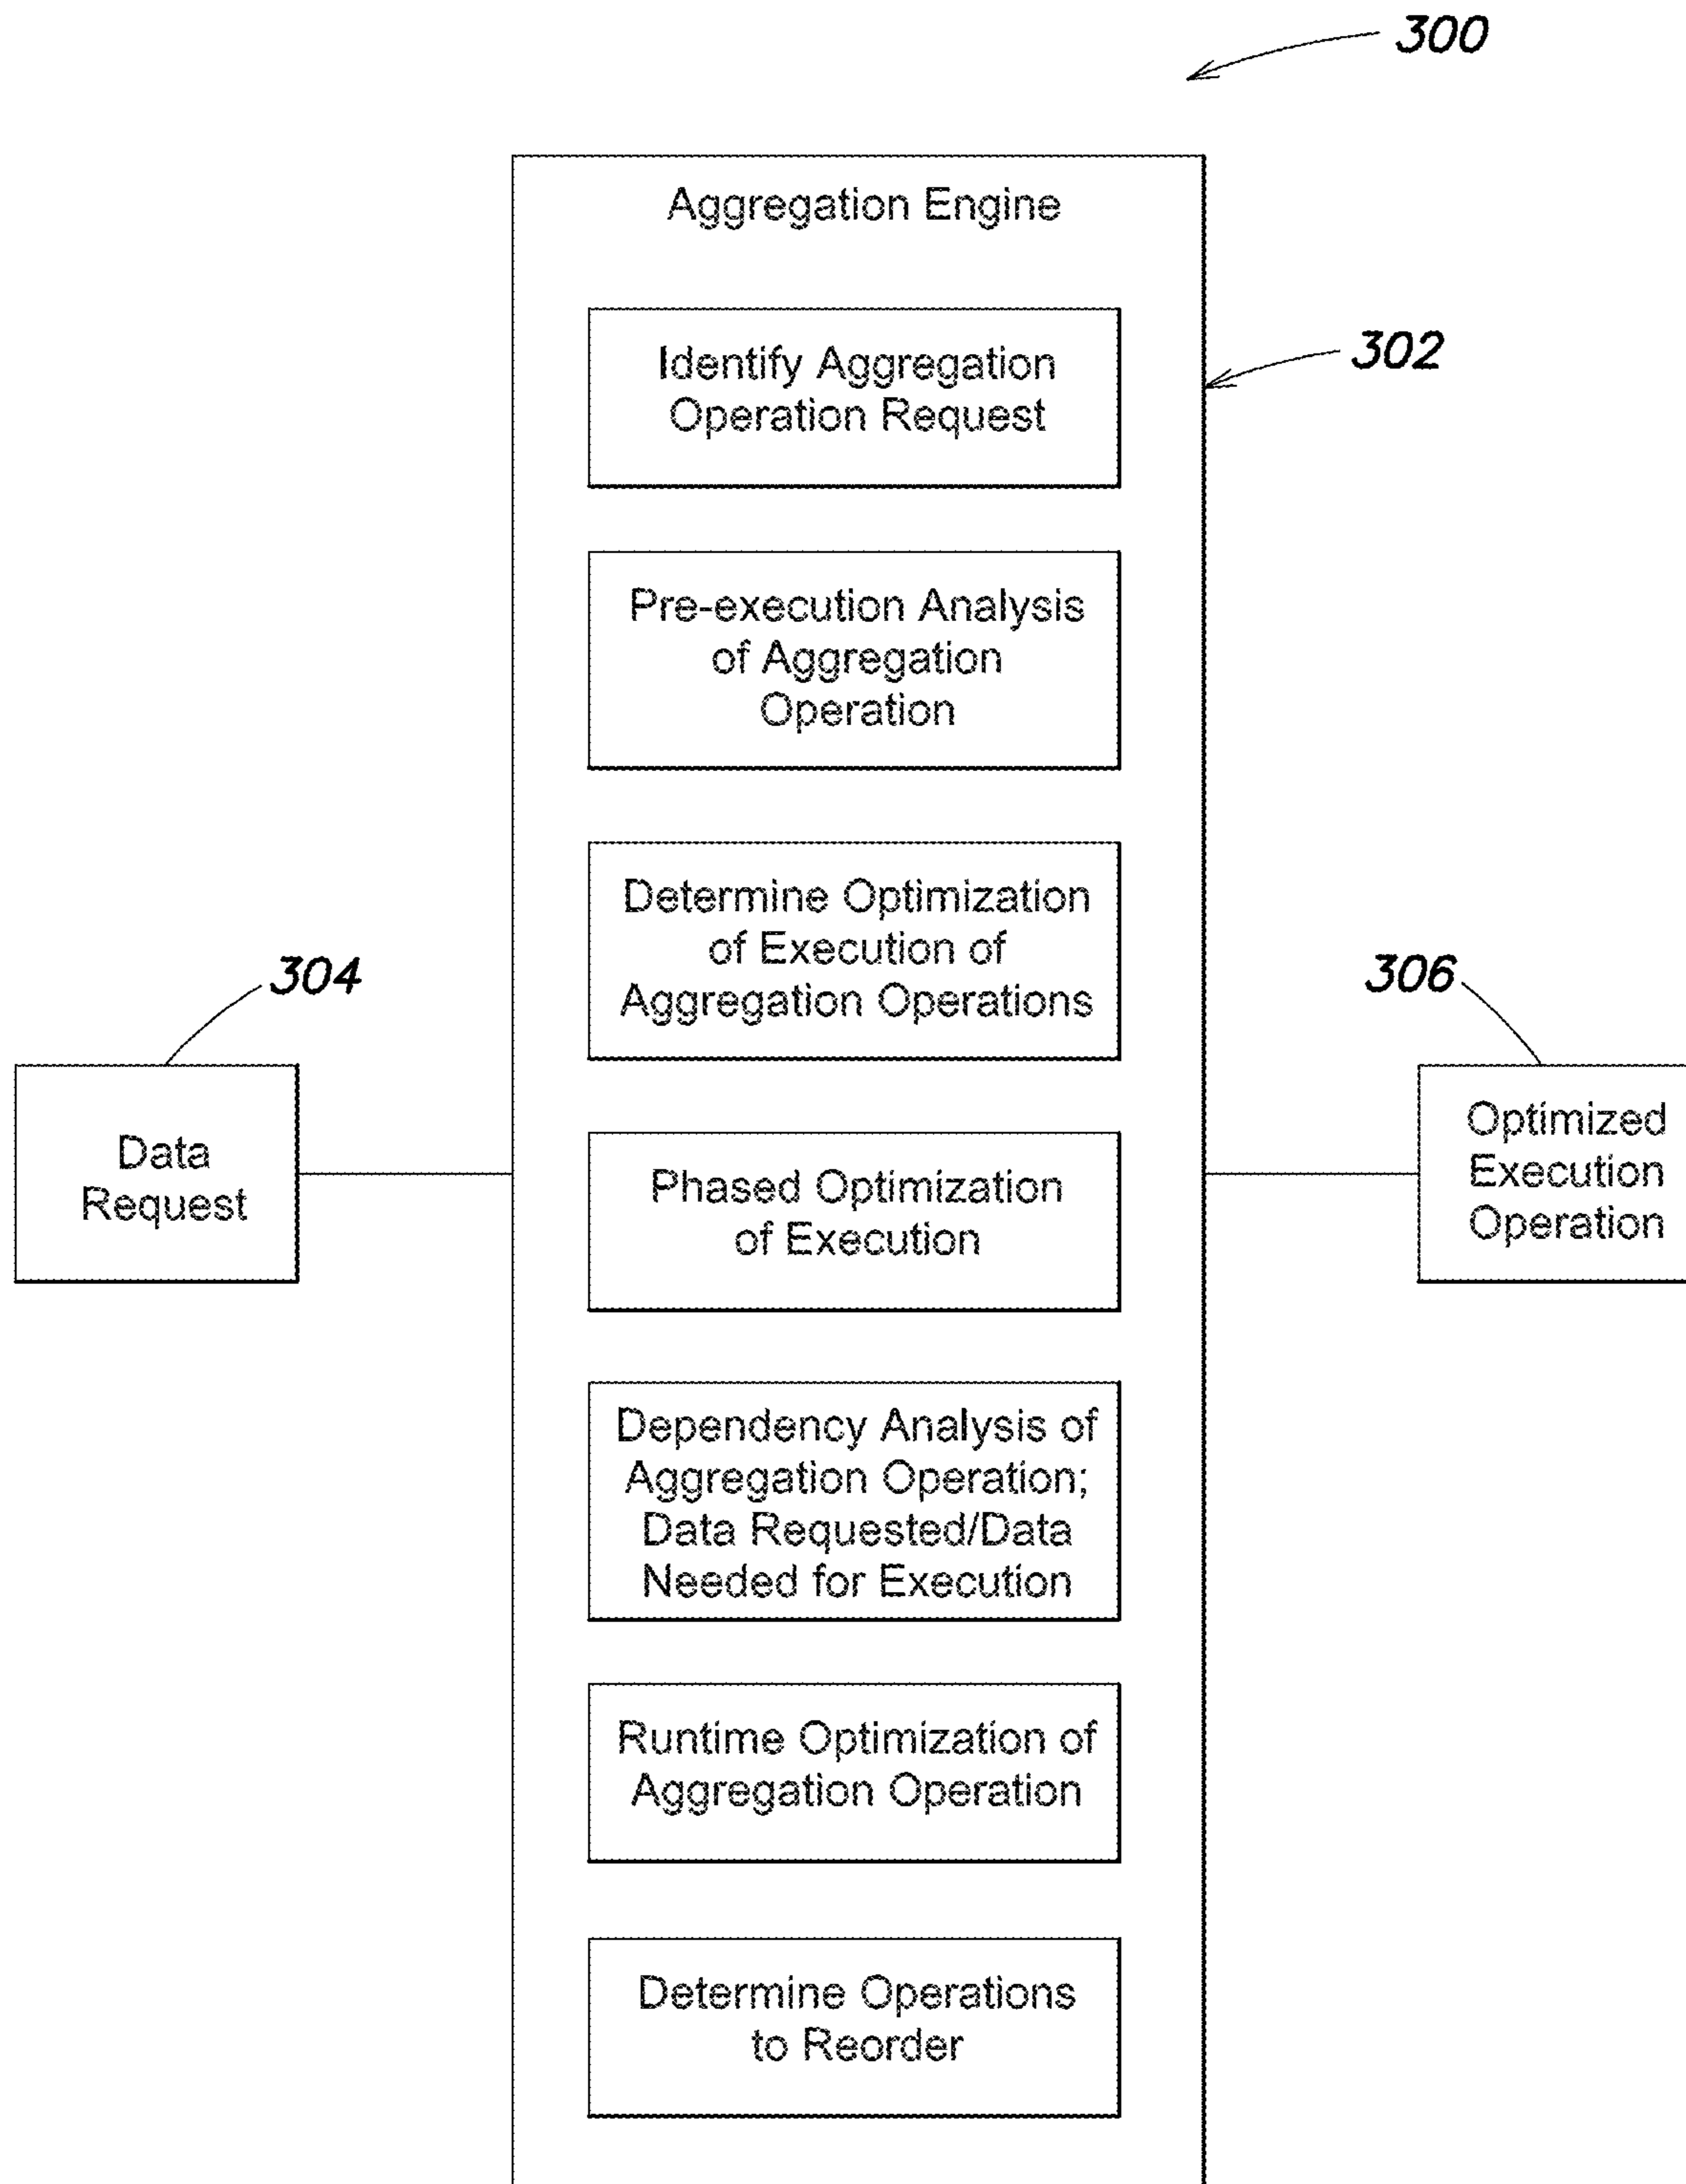 300
Aggregation Engine
Identify Aggregation
Operation Request
302
Pre-execution Analysis
of Aggregation
Operation
Determine Optimization
of Execution of
Aggregation Operations
304
306
Data
Request
Phased Optimization
of Execution
Optimized
Execution
Operation
Dependency Analysis of
Aggregation Operation;
Data Requested/Data
Needed for Execution
Runtime Optimization of
Aggregation Operation
Determine Operations
to Reorder